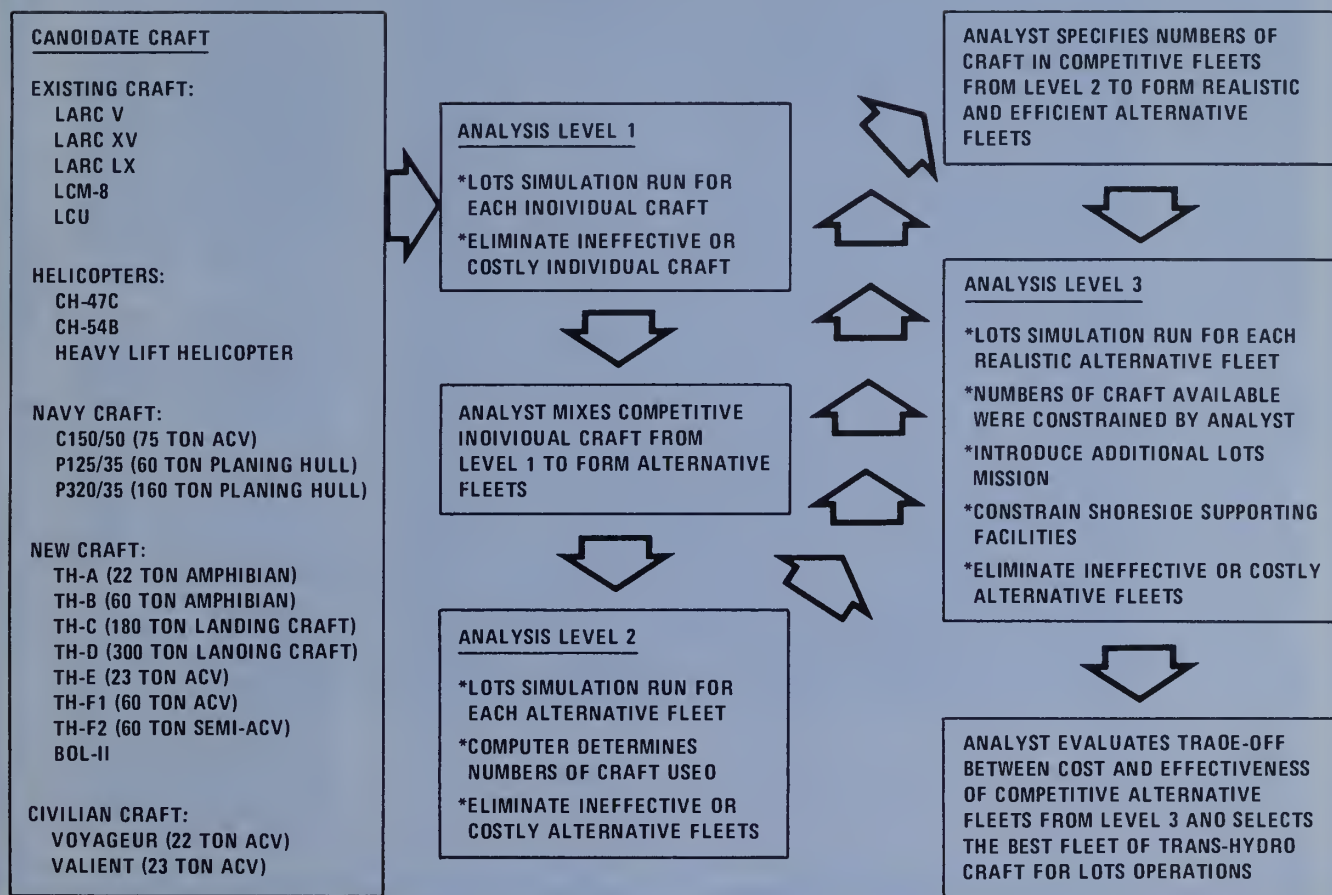 CANOIDATE CRAFT
EXISTING CRAFT:
LARC V
LARC XV
LARC LX
LCM-8
LCU
HELICOPTERS:
CH-47C
CH-54B
HEAVY LIFT HELICOPTER
NAVY CRAFT:
C150/50 (75 TON ACV)
P125/35 (60 TON PLANING HULL)
P320/35 (160 TON PLANING HULL)
NEW CRAFT:
TH-A (22 TON AMPHIBIAN)
TH-B (60 TON AMPHIBIAN)
TH-C (180 TON LANDING CRAFT)
TH-D (300 TON LANOING CRAFT)
TH-E (23 TON ACV)
TH-F1 (60 TON ACV)
TH-F2 (60 TON SEMI-ACV)
BOL-II
CIVILIAN CRAFT:
VOYAGEUR (22 TON ACV)
VALIENT (23 TON ACV)
ANALYSIS LEVEL 1
*LOTS SIMULATION RUN FOR
EACH INOIVIDUAL CRAFT
*ELIMINATE INEFFECTIVE OR
COSTLY INDIVIDUAL CRAFT
ANALYST MIXES COMPETITIVE
INOIVIOUAL CRAFT FROM
LEVEL 1 TO FORM ALTERNATIVE
FLEETS
ANALYSIS LEVEL 2
*LOTS SIMULATION RUN FOR
EACH ALTERNATIVE FLEET
*COMPUTER DETERMINES
NUMBERS OF CRAFT USEO
*ELIMINATE INEFFECTIVE OR
COSTLY ALTERNATIVE FLEETS
ANALYST SPECIFIES NUMBERS OF
CRAFT IN COMPETITIVE FLEETS
FROM LEVEL 2 TO FORM REALISTIC
AND EFFICIENT ALTERNATIVE
FLEETS
ANALYSIS LEVEL 3
*LOTS SIMULATION RUN FOR EACH
REALISTIC ALTERNATIVE FLEET
*NUMBERS OF CRAFT AVAILABLE
WERE CONSTRAINED BY ANALYST
*INTRODUCE ADDITIONAL LOTS
MISSION
*CONSTRAIN SHORESIOE SUPPORTING
FACILITIES
*ELIMINATE INEFFECTIVE OR COSTLY
ALTERNATIVE FLEETS
ANALYST EVALUATES TRAOE-OFF
BETWEEN COST AND EFFECTIVENESS
OF COMPETITIVE ALTERNATIVE
FLEETS FROM LEVEL 3 ANO SELECTS
THE BEST FLEET OF TRANS-HYDRO
CRAFT FOR LOTS OPERATIONS